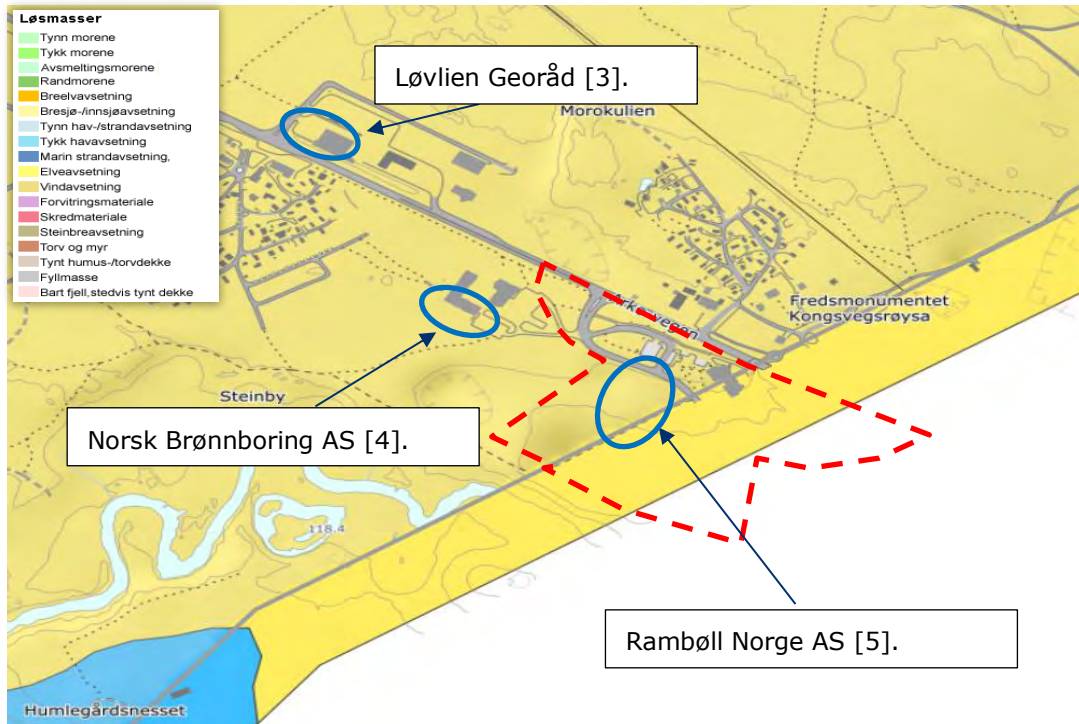 Løsmasser
Tynn morene
Tykk morene
Avsmeltingsmorene
Randmorene
Breelvavsetning
Bresjø-/innsjøavsetning
Tynn hav-/strandavsetning
Tykk havavsetning
Marin strandavsetning,
Elveavsetning
Vindavsetning
Forvitringsmateriale
Skredmateriale
Steinbreavsetning
Torv og myr
Tynt humus-/torvdekke
Fyllmasse
Bart fjell,stedvis tynt dekke
Løvlien Georåd [3].
Morokulien
Fredsmonumentet
Kongsvegsrøysa
Steinby
Norsk Brønnboring AS [4].
118.4
Rambøll Norge AS [5].
Humlegårdsnesset